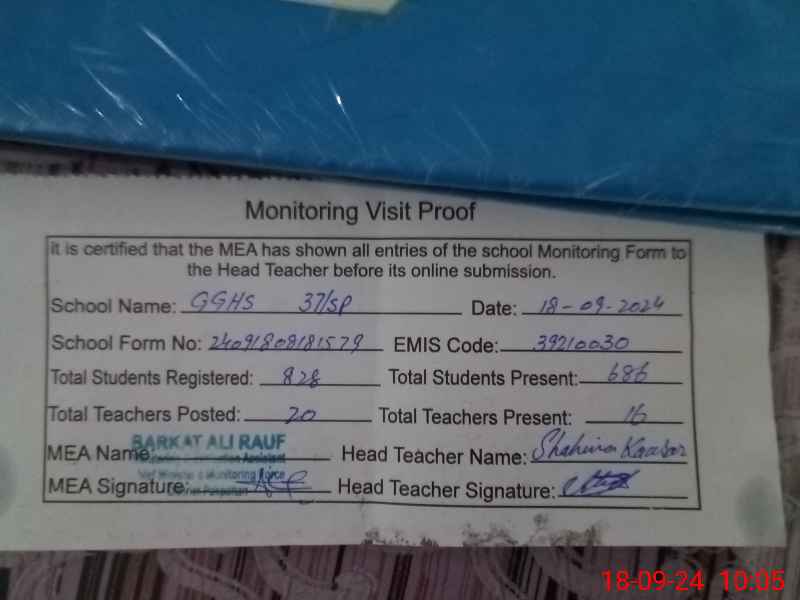 Monitoring Visit Proof
it is certified that the MEA has shown all entries of the school Monitoring Form to
the Head Teacher before its online submission.
School Name: GGHS 37/SP Date: 18-09-2024
School Form No: 24091808181579 EMIS Code: 39210030
Total Students Registered: 828 Total Students Present: 686
Total Teachers Posted: 20 Total Teachers Present: 16
BARKAT ALI RAUF
MEA Name: Head Teacher Name: Shahina Kausar
Monitoring Force
MEA Signature: Head Teacher Signature:
18-09-24 10:05